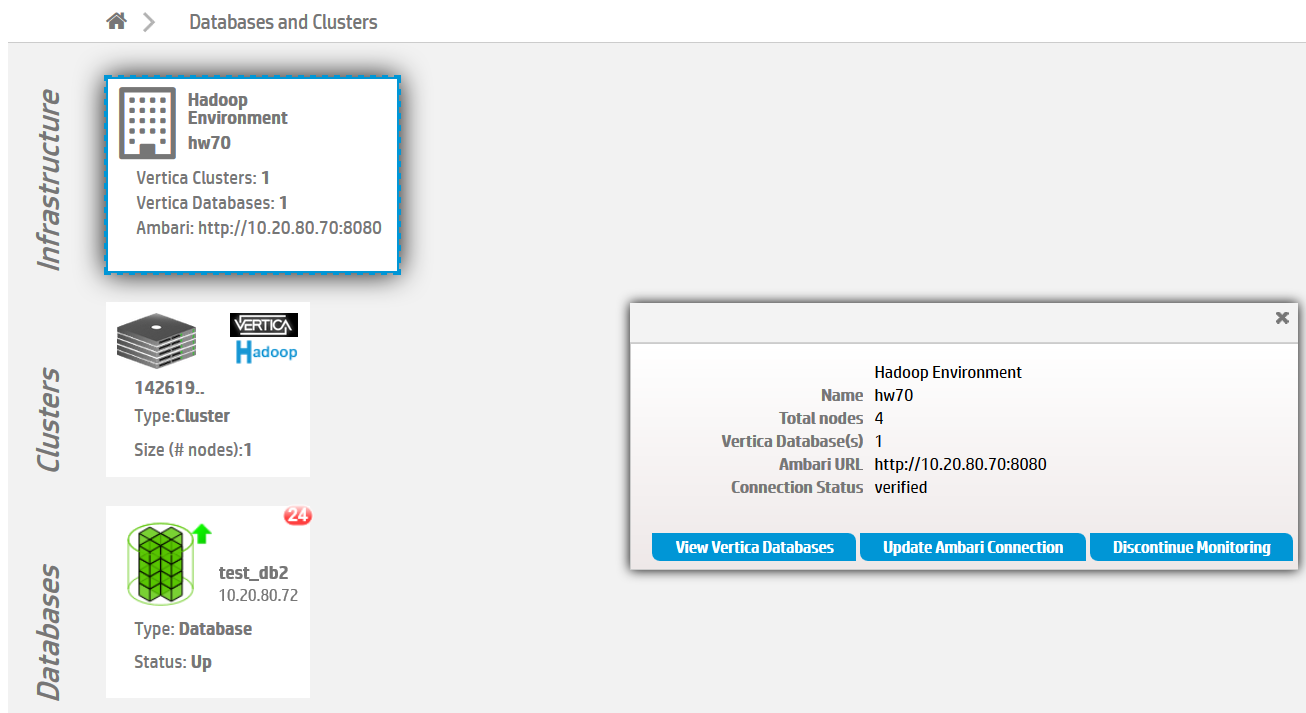 Databases and Clusters
Infrastructure
Hadoop
Environment
hw70
Vertica Clusters: 1
Vertica Databases: 1
Ambari: http://10.20.80.70:8080
Clusters
VERTICA
Hadoop
142619..
Type:Cluster
Size (# nodes):1
Databases
24
test_db2
10.20.80.72
Type: Database
Status: Up
Hadoop Environment
Name hw70
Total nodes 4
Vertica Database(s) 1
Ambari URL http://10.20.80.70:8080
Connection Status verified
View Vertica Databases Update Ambari Connection Discontinue Monitoring